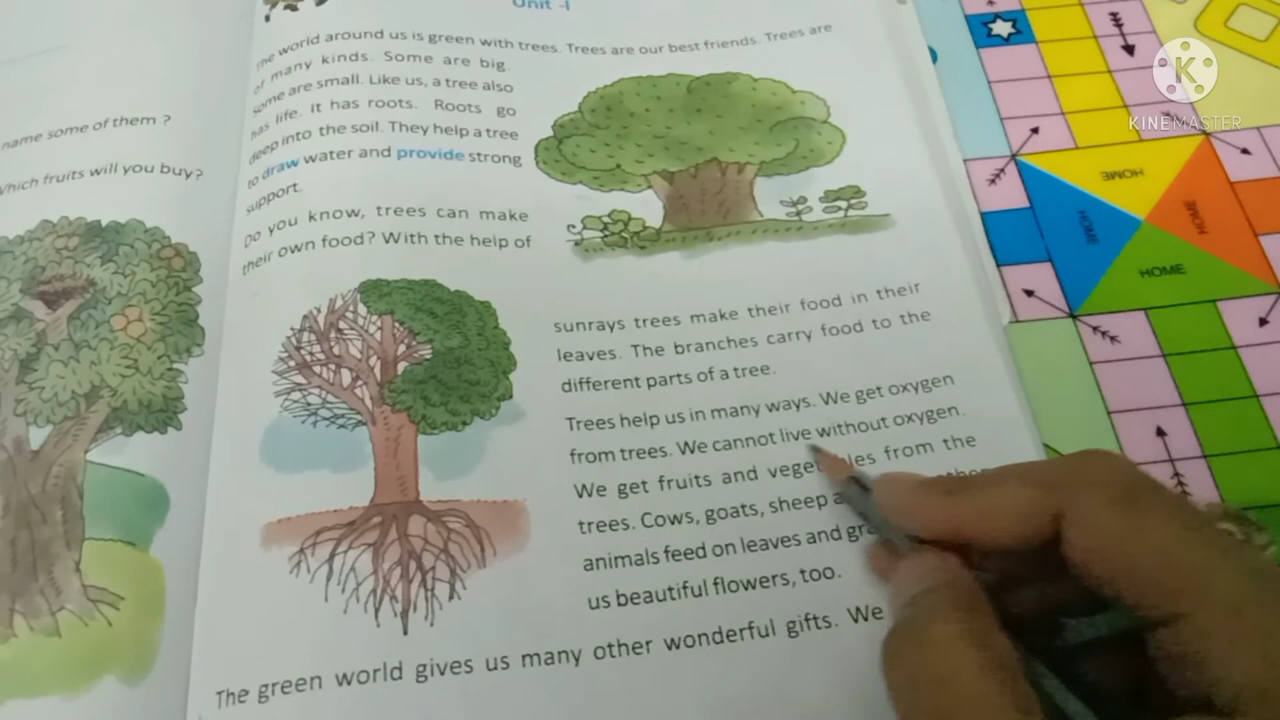 name some of them ?
Which fruits will you buy?
Unit -I
The world around us is green with trees. Trees are our best friends. Trees are
of many kinds. Some are big.
Some are small. Like us, a tree also
has life. It has roots. Roots go
deep into the soil. They help a tree
to draw water and provide strong
support.
Do you know, trees can make
their own food? With the help of
sunrays trees make their food in their
leaves. The branches carry food to the
different parts of a tree.
Trees help us in many ways. We get oxygen
from trees. We cannot live without oxygen.
We get fruits and vegetables from the
trees. Cows, goats, sheep
animals feed on leaves and
us beautiful flowers, too.
The green world gives us many other wonderful gifts. We
HOME
HOME
HOME
HOME
K
KINEMASTER